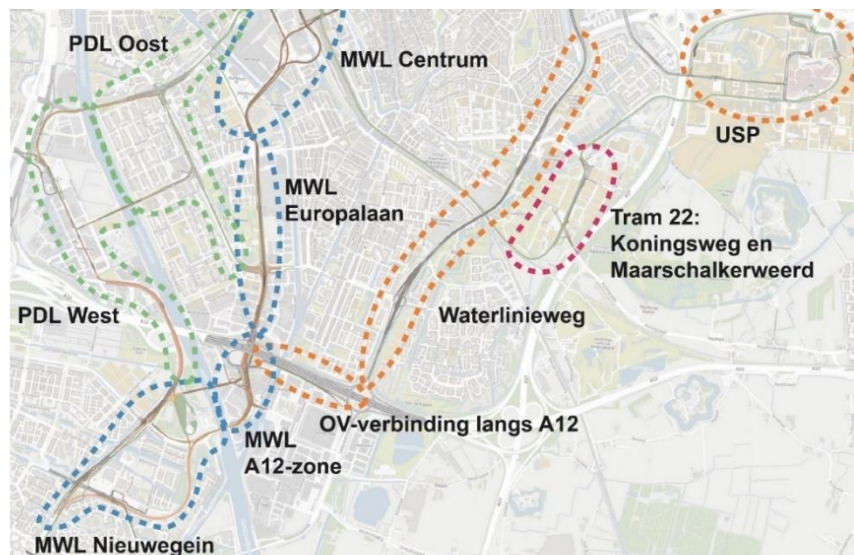 PDL Oost
MWL Centrum
USP
MWL
Europalaan
Tram 22:
Koningsweg en
Maarschalkerweerd
PDL West
Waterlinieweg
OV-verbinding langs A12
MWL
A12-zone
MWL Nieuwegein